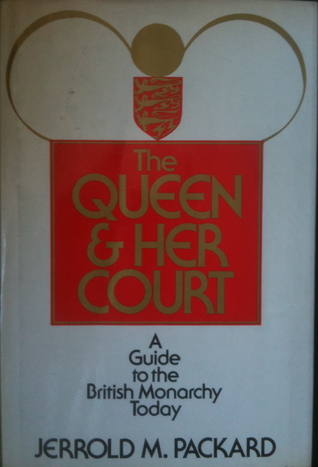 The
QUEEN
& HER
COURT
A
Guide
to the
British Monarchy
Today
JERROLD M. PACKARD